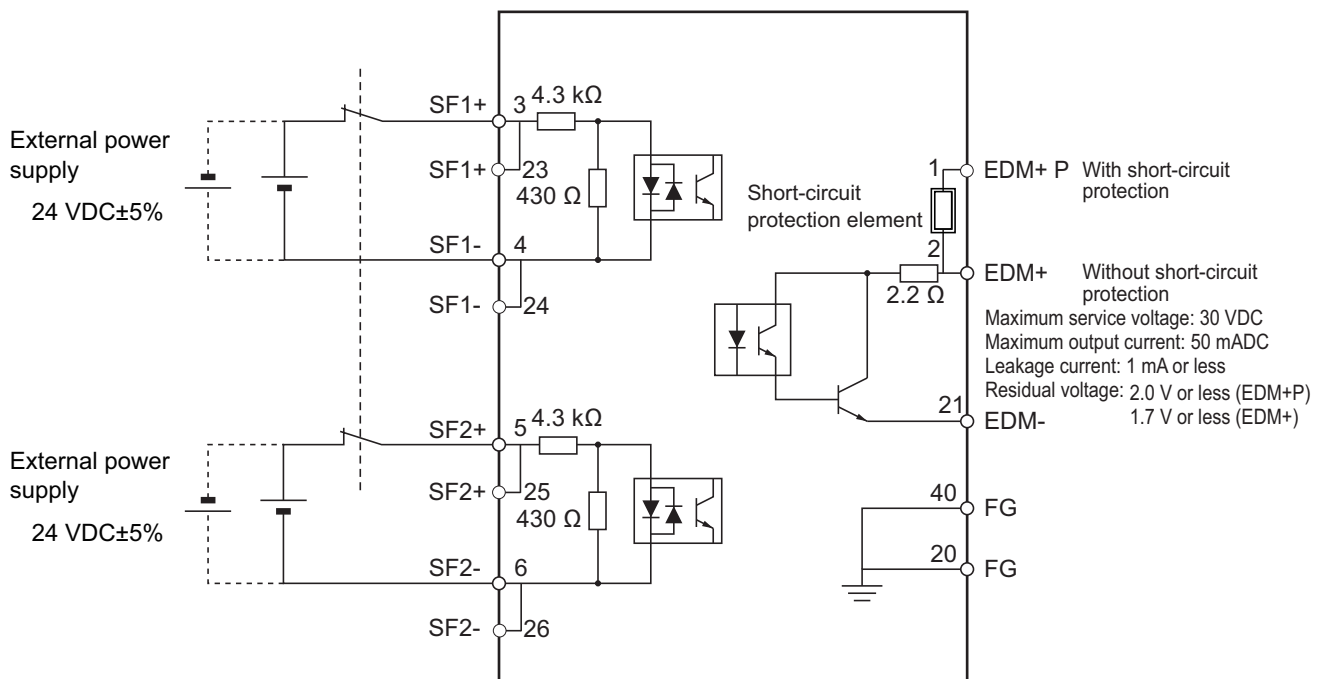 External power
supply
24 VDC±5%
SF1+
3
4.3 kΩ
SF1+
23
430 Ω
SF1-
4
SF1-
24
Short-circuit
protection element
1
EDM+ P
With short-circuit
protection
2
EDM+
2.2 Ω
Without short-circuit
protection
Maximum service voltage: 30 VDC
Maximum output current: 50 mADC
Leakage current: 1 mA or less
Residual voltage: 2.0 V or less (EDM+P)
1.7 V or less (EDM+)
21
EDM-
External power
supply
24 VDC±5%
SF2+
5
4.3 kΩ
SF2+
25
430 Ω
SF2-
6
SF2-
26
40
FG
20
FG